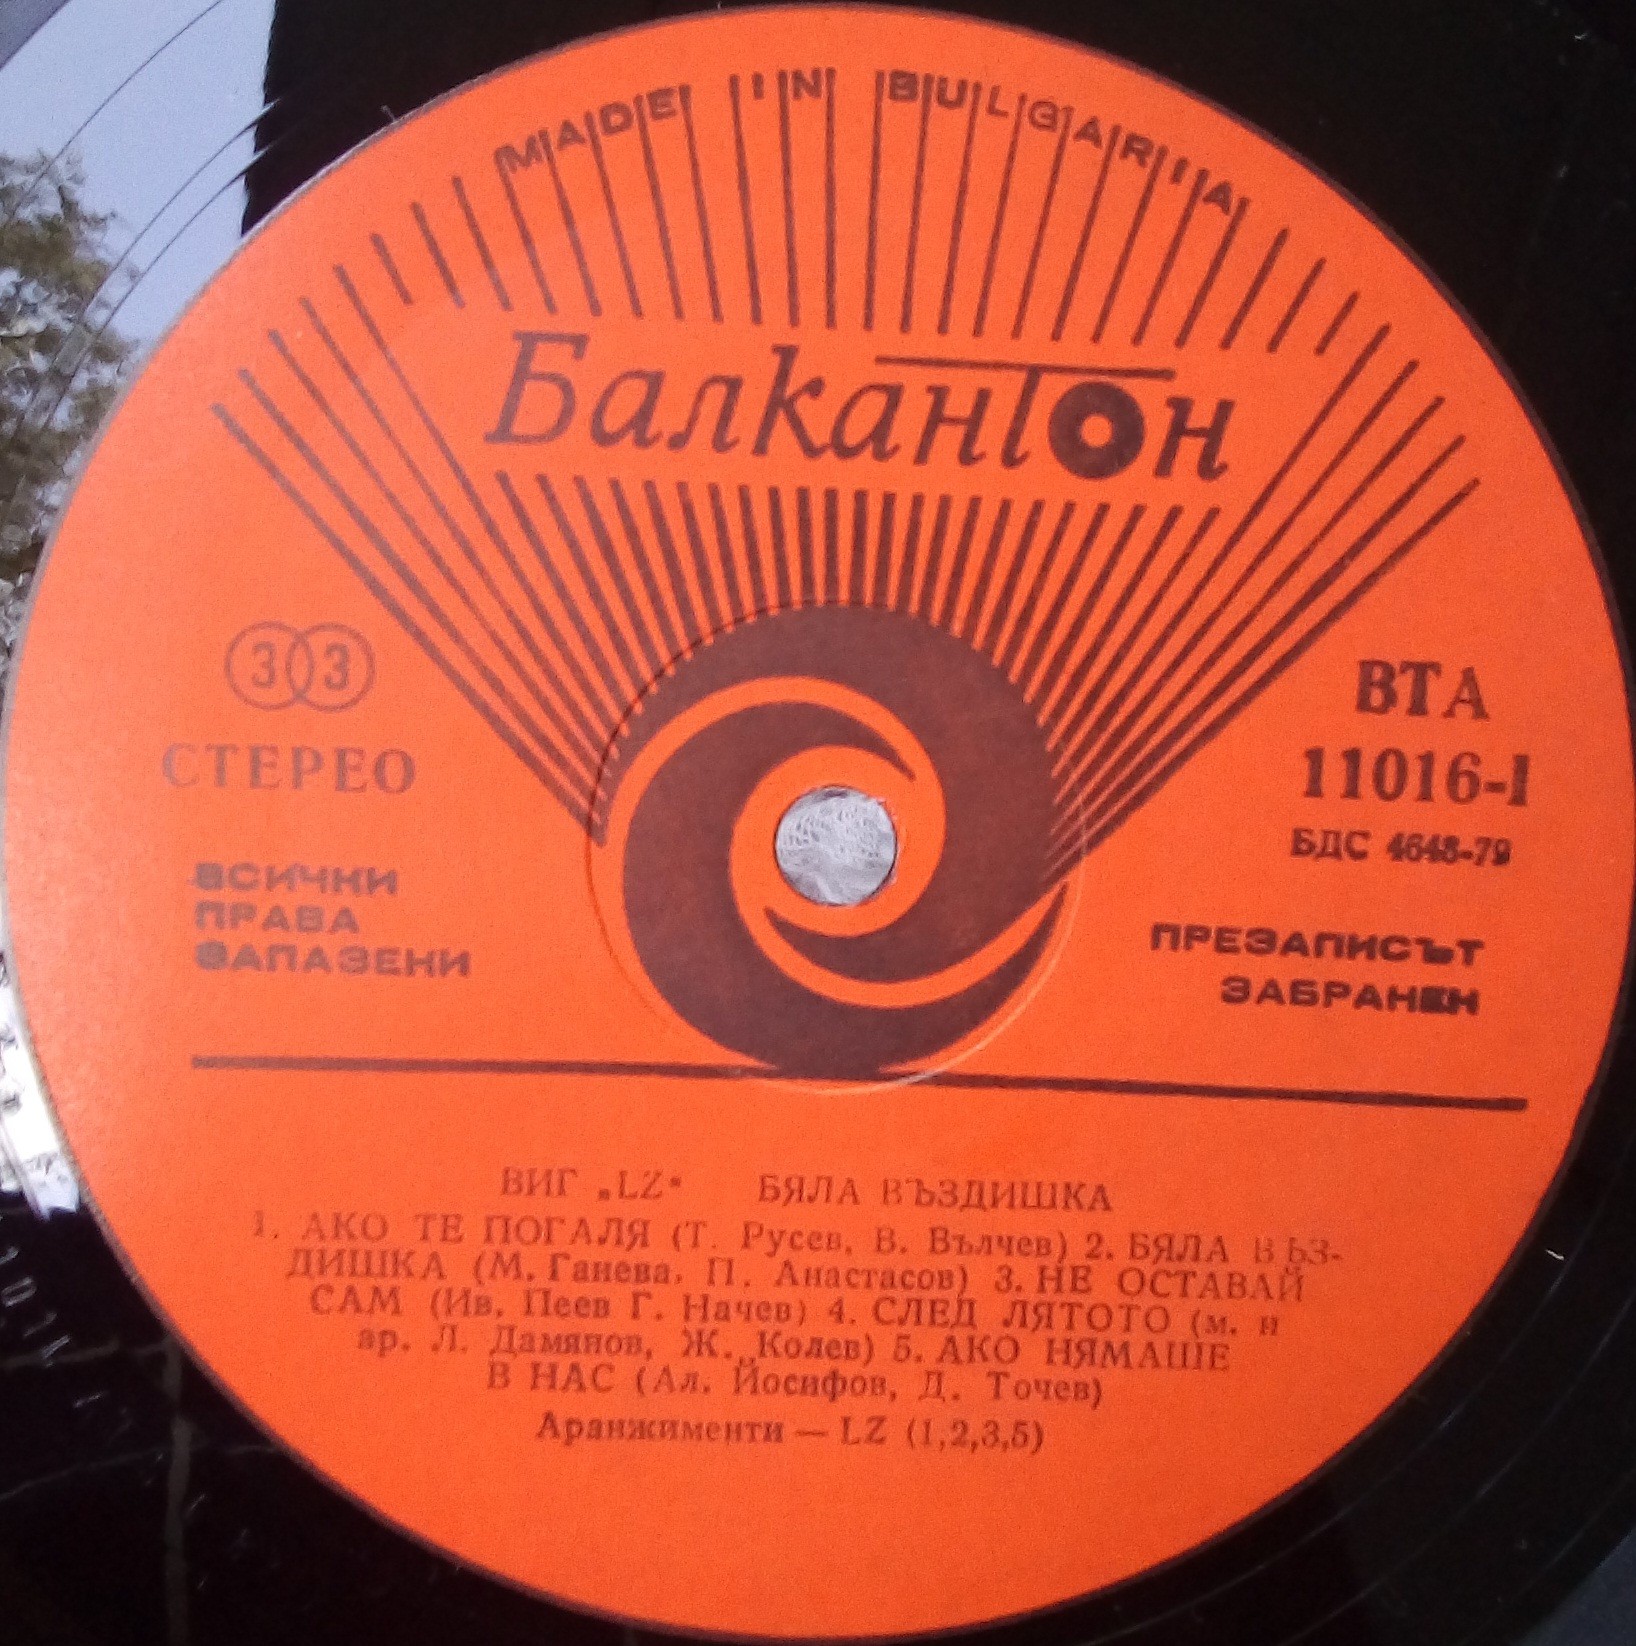 MADE IN BULGARIA
Балкантон
33
СТЕРЕО
ВТА
11016-I
БДС 4648-79
ВСИЧКИ
ПРАВА
ЗАПАЗЕНИ
ПРЕЗАПИСЪТ
ЗАБРАНЕН
ВИГ „LZ“ БЯЛА ВЪЗДИШКА
1. АКО ТЕ ПОГАЛЯ (Т. Русев, В. Вълчев) 2. БЯЛА ВЪЗ-
ДИШКА (М. Ганева, П. Анастасов) 3. НЕ ОСТАВАЙ
САМ (Ив. Пеев Г. Начев) 4. СЛЕД ЛЯТОТО (м. и
ар. Л. Дамянов, Ж. Колев) 5. АКО НЯМАШЕ
В НАС (Ал. Йосифов, Д. Точев)
Аранжименти — LZ (1,2,3,5)